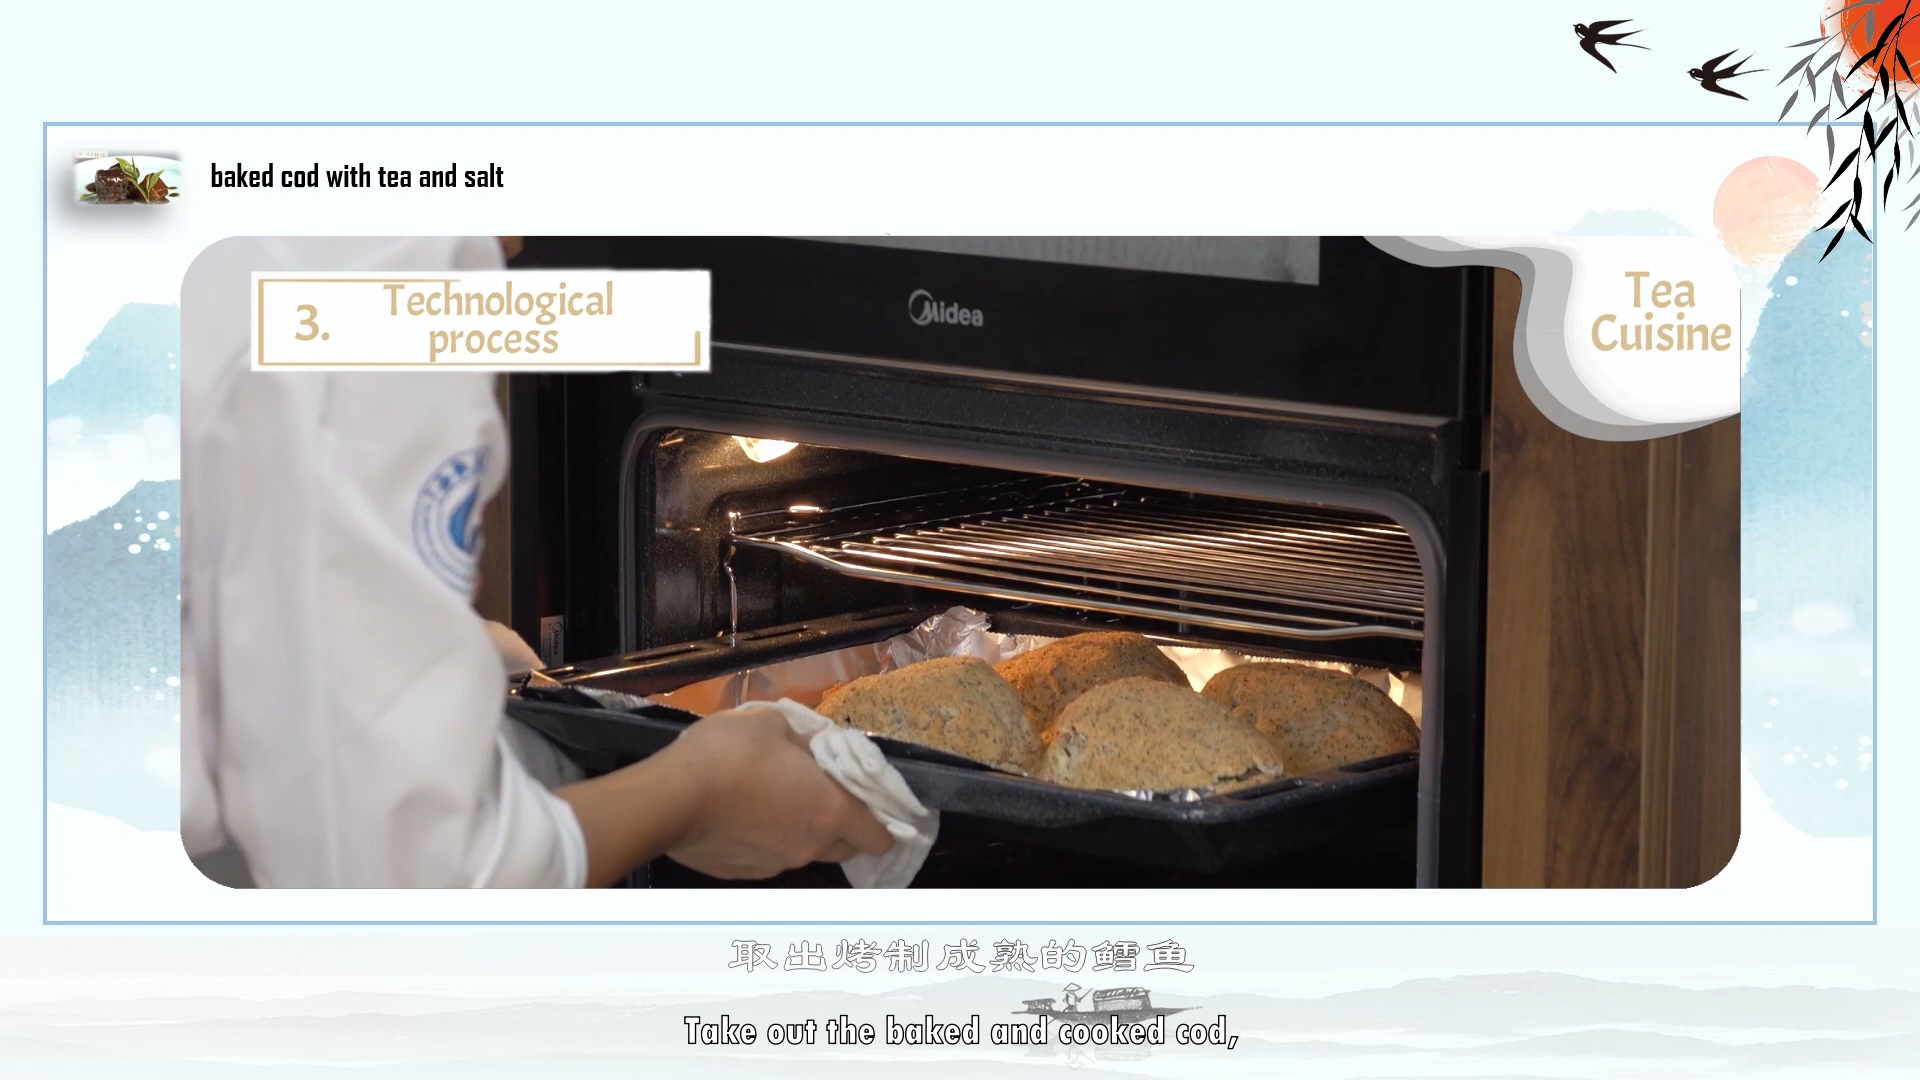 baked cod with tea and salt
3.
Technological
process
Midea
Tea
Cuisine
取出烤制成熟的鳕鱼
Take out the baked and cooked cod,